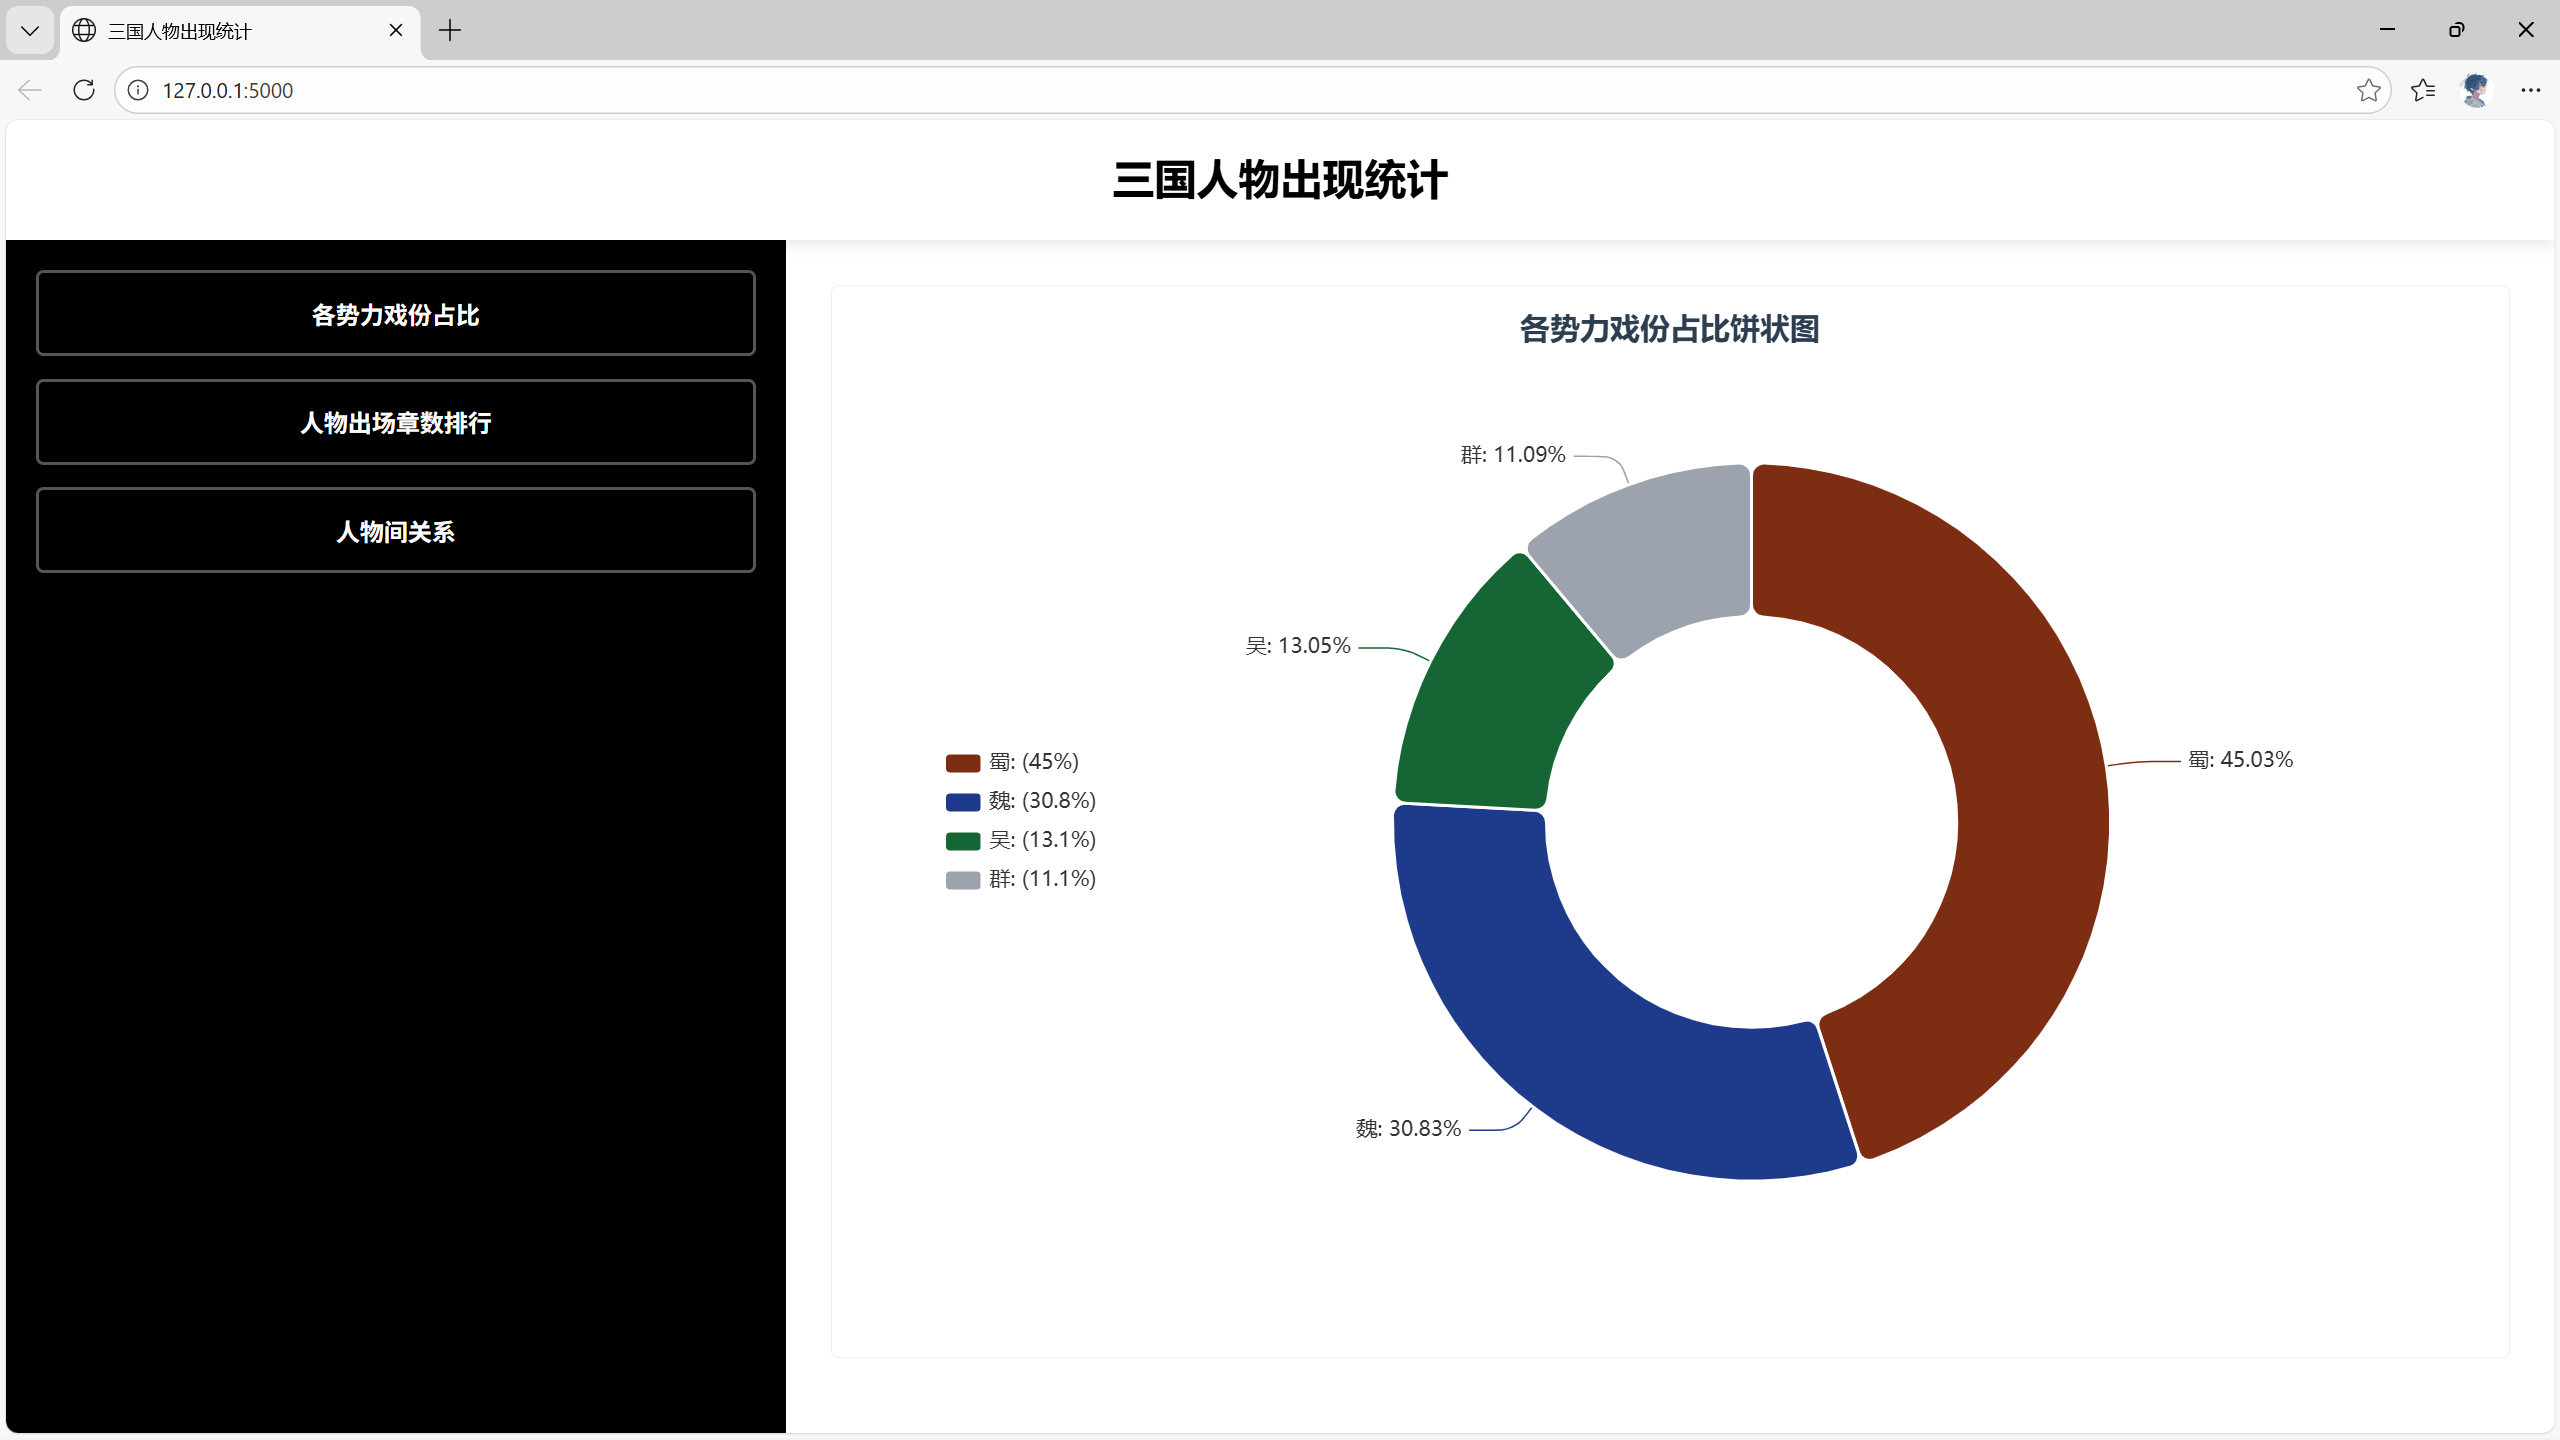 三国人物出现统计
127.0.0.1:5000
三国人物出现统计
各势力戏份占比
人物出场章数排行
人物间关系
各势力戏份占比饼状图
群: 11.09%
吴: 13.05%
蜀: 45.03%
魏: 30.83%
蜀: (45%)
魏: (30.8%)
吴: (13.1%)
群: (11.1%)